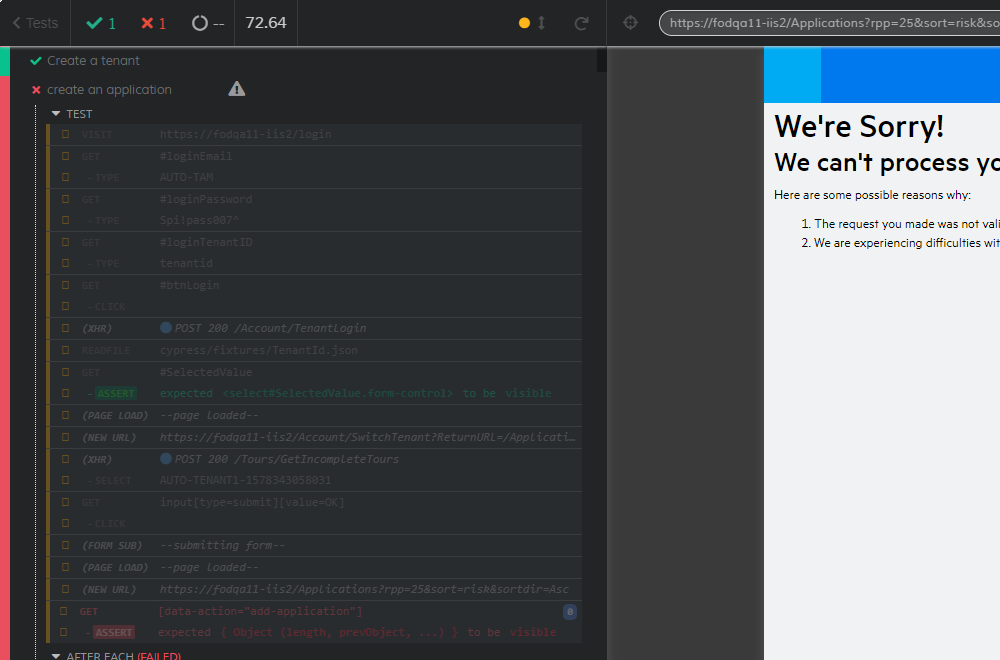 Tests
1
1
--
72.64
https://fodqa11-iis2/Applications?rpp=25&sort=risk&so
Create a tenant
create an application
TEST
VISIT https://fodqa11-iis2/login
GET #loginEmail
-TYPE AUTO-TAM
GET #loginPassword
-TYPE Spi!pass007^
GET #loginTenantID
-TYPE tenantid
GET #btnLogin
-CLICK
(XHR) POST 200 /Account/TenantLogin
READFILE cypress/fixtures/TenantId.json
GET #SelectedValue
-ASSERT expected <select#SelectedValue.form-control> to be visible
(PAGE LOAD) --page loaded--
(NEW URL) https://fodqa11-iis2/Account/SwitchTenant?ReturnURL=/Applicati…
(XHR) POST 200 /Tours/GetIncompleteTours
-SELECT AUTO-TENANT1-1578343058031
GET input[type=submit][value=OK]
-CLICK
(FORM SUB) --submitting form--
(PAGE LOAD) --page loaded--
(NEW URL) https://fodqa11-iis2/Applications?rpp=25&sort=risk&sortdir=Asc
GET [data-action="add-application"] 0
-ASSERT expected { Object (length, prevObject, ...) } to be visible
AFTER EACH (FAILED)
We're Sorry!
We can't process yo
Here are some possible reasons why:
1. The request you made was not vali
2. We are experiencing difficulties wit